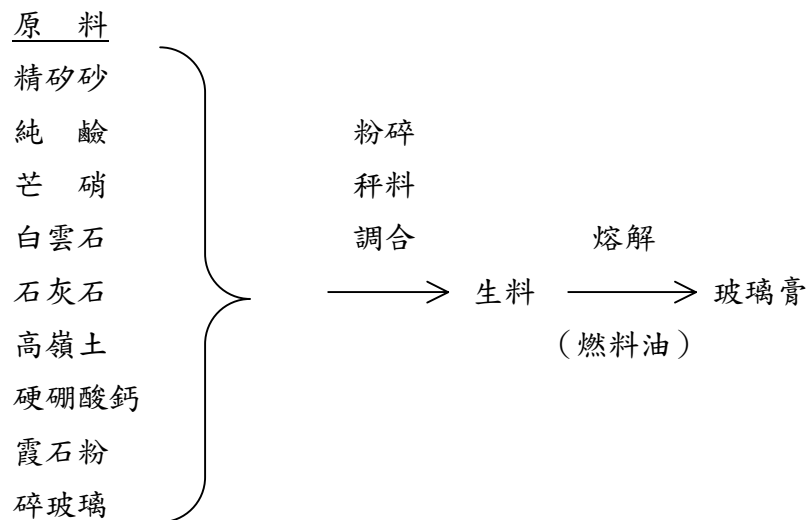 原 料
精矽砂
純 鹼
芒 硝
白雲石
石灰石
高嶺土
硬硼酸鈣
霞石粉
碎玻璃
粉碎
秤料
調合
生料
熔解
(燃料油)
玻璃膏